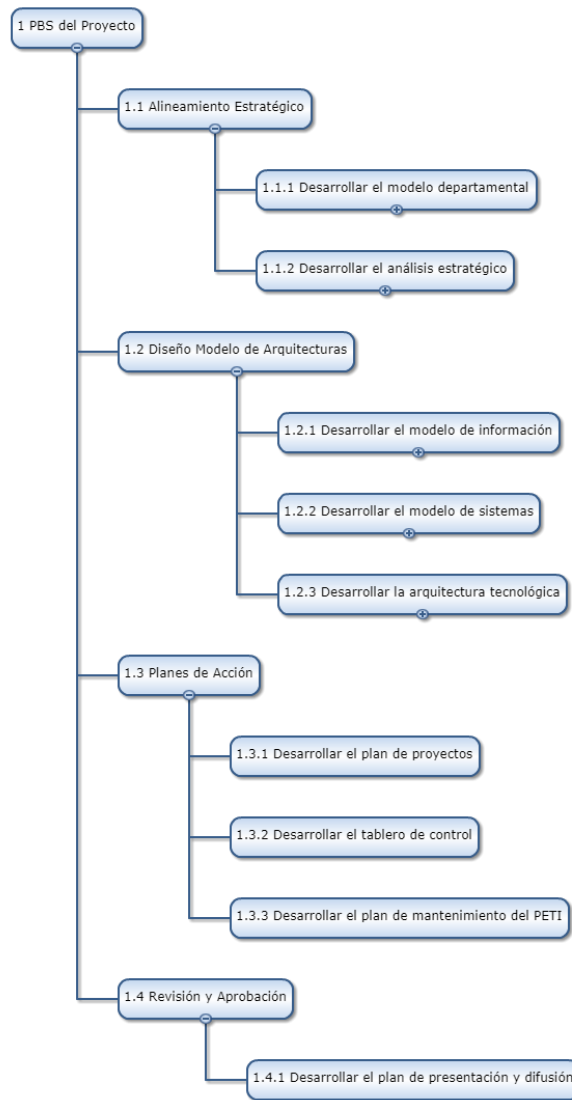 1 PBS del Proyecto
1.1 Alineamiento Estratégico
1.1.1 Desarrollar el modelo departamental
1.1.2 Desarrollar el análisis estratégico
1.2 Diseño Modelo de Arquitecturas
1.2.1 Desarrollar el modelo de información
1.2.2 Desarrollar el modelo de sistemas
1.2.3 Desarrollar la arquitectura tecnológica
1.3 Planes de Acción
1.3.1 Desarrollar el plan de proyectos
1.3.2 Desarrollar el tablero de control
1.3.3 Desarrollar el plan de mantenimiento del PETI
1.4 Revisión y Aprobación
1.4.1 Desarrollar el plan de presentación y difusión